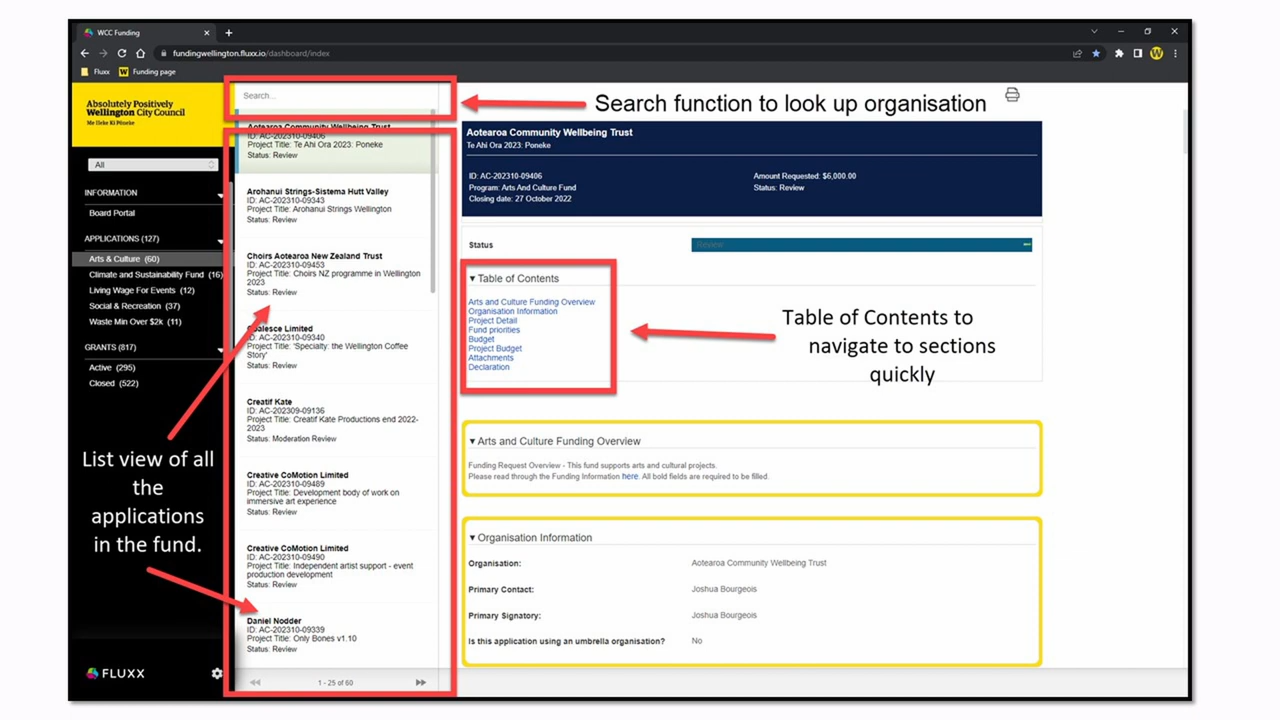 WCC Funding
fundingwellington.fluxx.io/dashboard/index
Fluxx
Funding page
Absolutely Positively
Wellington City Council
Me Heke Ki Pōneke
All
INFORMATION
Board Portal
APPLICATIONS (127)
Arts & Culture (60)
Climate and Sustainability Fund (16)
Living Wage For Events (12)
Social & Recreation (37)
Waste Min Over $2k (11)
GRANTS (817)
Active (295)
Closed (522)
List view of all
the
applications
in the fund.
FLUXX
Search...
Aotearoa Community Wellbeing Trust
ID: AC-202310-09406
Project Title: Te Ahi Ora 2023: Poneke
Status: Review
Arohanui Strings-Sistema Hutt Valley
ID: AC-202310-09343
Project Title: Arohanui Strings Wellington
Status: Review
Choirs Aotearoa New Zealand Trust
ID: AC-202310-09453
Project Title: Choirs NZ programme in Wellington
2023
Status: Review
Coalesce Limited
ID: AC-202310-09340
Project Title: 'Specialty: the Wellington Coffee
Story'
Status: Review
Creatif Kate
ID: AC-202309-09136
Project Title: Creatif Kate Productions end 2022-
2023
Status: Moderation Review
Creative CoMotion Limited
ID: AC-202310-09489
Project Title: Development body of work on
immersive art experience
Status: Review
Creative CoMotion Limited
ID: AC-202310-09490
Project Title: Independent artist support - event
production development
Status: Review
Daniel Nodder
ID: AC-202310-09339
Project Title: Only Bones v1.10
Status: Review
1 - 25 of 60
Search function to look up organisation
Aotearoa Community Wellbeing Trust
Te Ahi Ora 2023: Poneke
ID: AC-202310-09406
Program: Arts And Culture Fund
Closing date: 27 October 2022
Amount Requested: $6,000.00
Status: Review
Status
Review
Table of Contents
Arts and Culture Funding Overview
Organisation Information
Project Detail
Fund priorities
Budget
Project Budget
Attachments
Declaration
Table of Contents to
navigate to sections
quickly
Arts and Culture Funding Overview
Funding Request Overview - This fund supports arts and cultural projects.
Please read through the Funding Information here. All bold fields are required to be filled.
Organisation Information
Organisation: Aotearoa Community Wellbeing Trust
Primary Contact: Joshua Bourgeois
Primary Signatory: Joshua Bourgeois
Is this application using an umbrella organisation? No